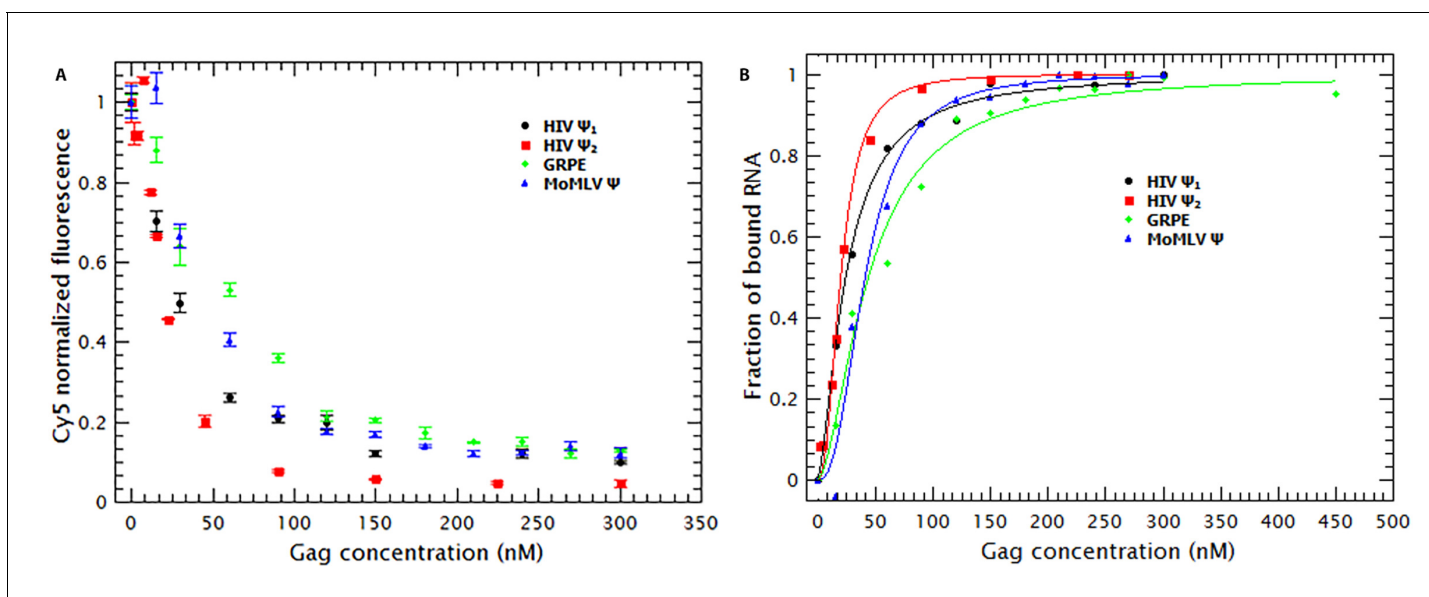 A
Cy5 normalized fluorescence
1
0.8
0.6
0.4
0.2
0
HIV Ψ₁
HIV Ψ₂
GRPE
MoMLV Ψ
0 50 100 150 200 250 300 350
Gag concentration (nM)
B
Fraction of bound RNA
1
0.8
0.6
0.4
0.2
0
HIV Ψ₁
HIV Ψ₂
GRPE
MoMLV Ψ
0 50 100 150 200 250 300 350 400 450 500
Gag concentration (nM)